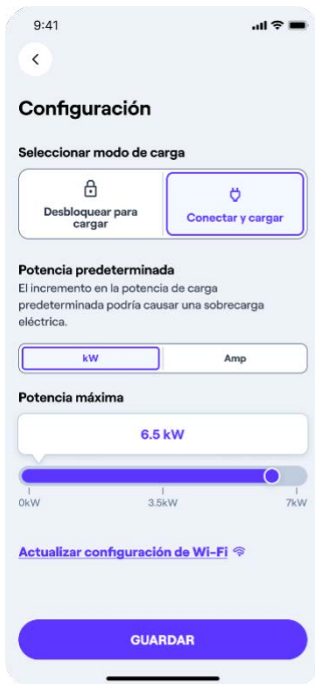 9:41
Configuración
Seleccionar modo de carga
Desbloquear para
cargar
Conectar y cargar
Potencia predeterminada
El incremento en la potencia de carga
predeterminada podría causar una sobrecarga
eléctrica.
kW
Amp
Potencia máxima
6.5 kW
0kW
3.5kW
7kW
Actualizar configuración de Wi-Fi
GUARDAR